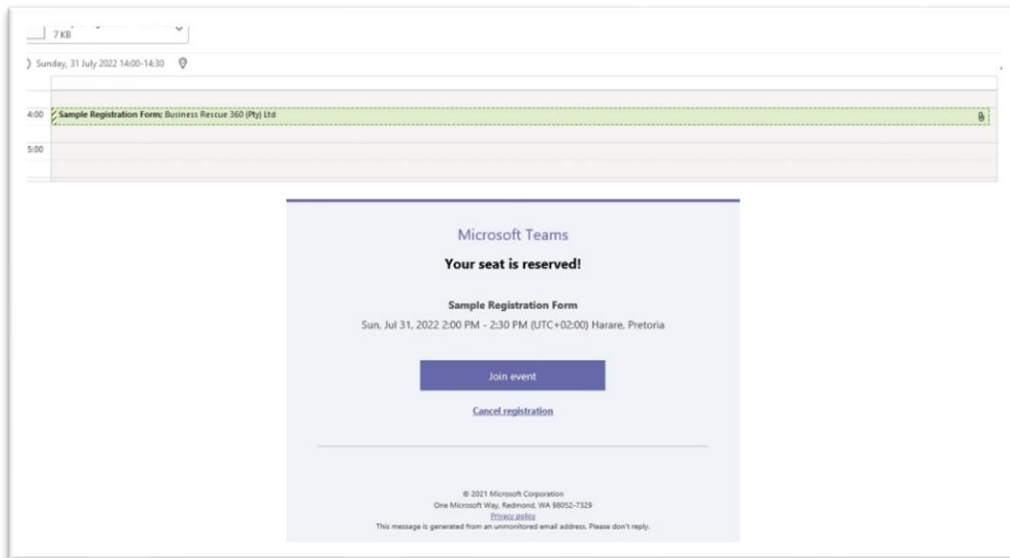 7 KB
Sunday, 31 July 2022 14:00-14:30
4:00 Sample Registration Form; Business Rescue 360 (Pty) Ltd
5:00
Microsoft Teams
Your seat is reserved!
Sample Registration Form
Sun, Jul 31, 2022 2:00 PM - 2:30 PM (UTC+02:00) Harare, Pretoria
Join event
Cancel registration
© 2021 Microsoft Corporation
One Microsoft Way, Redmond, WA 98052-7329
Privacy policy
This message is generated from an unmonitored email address. Please don't reply.